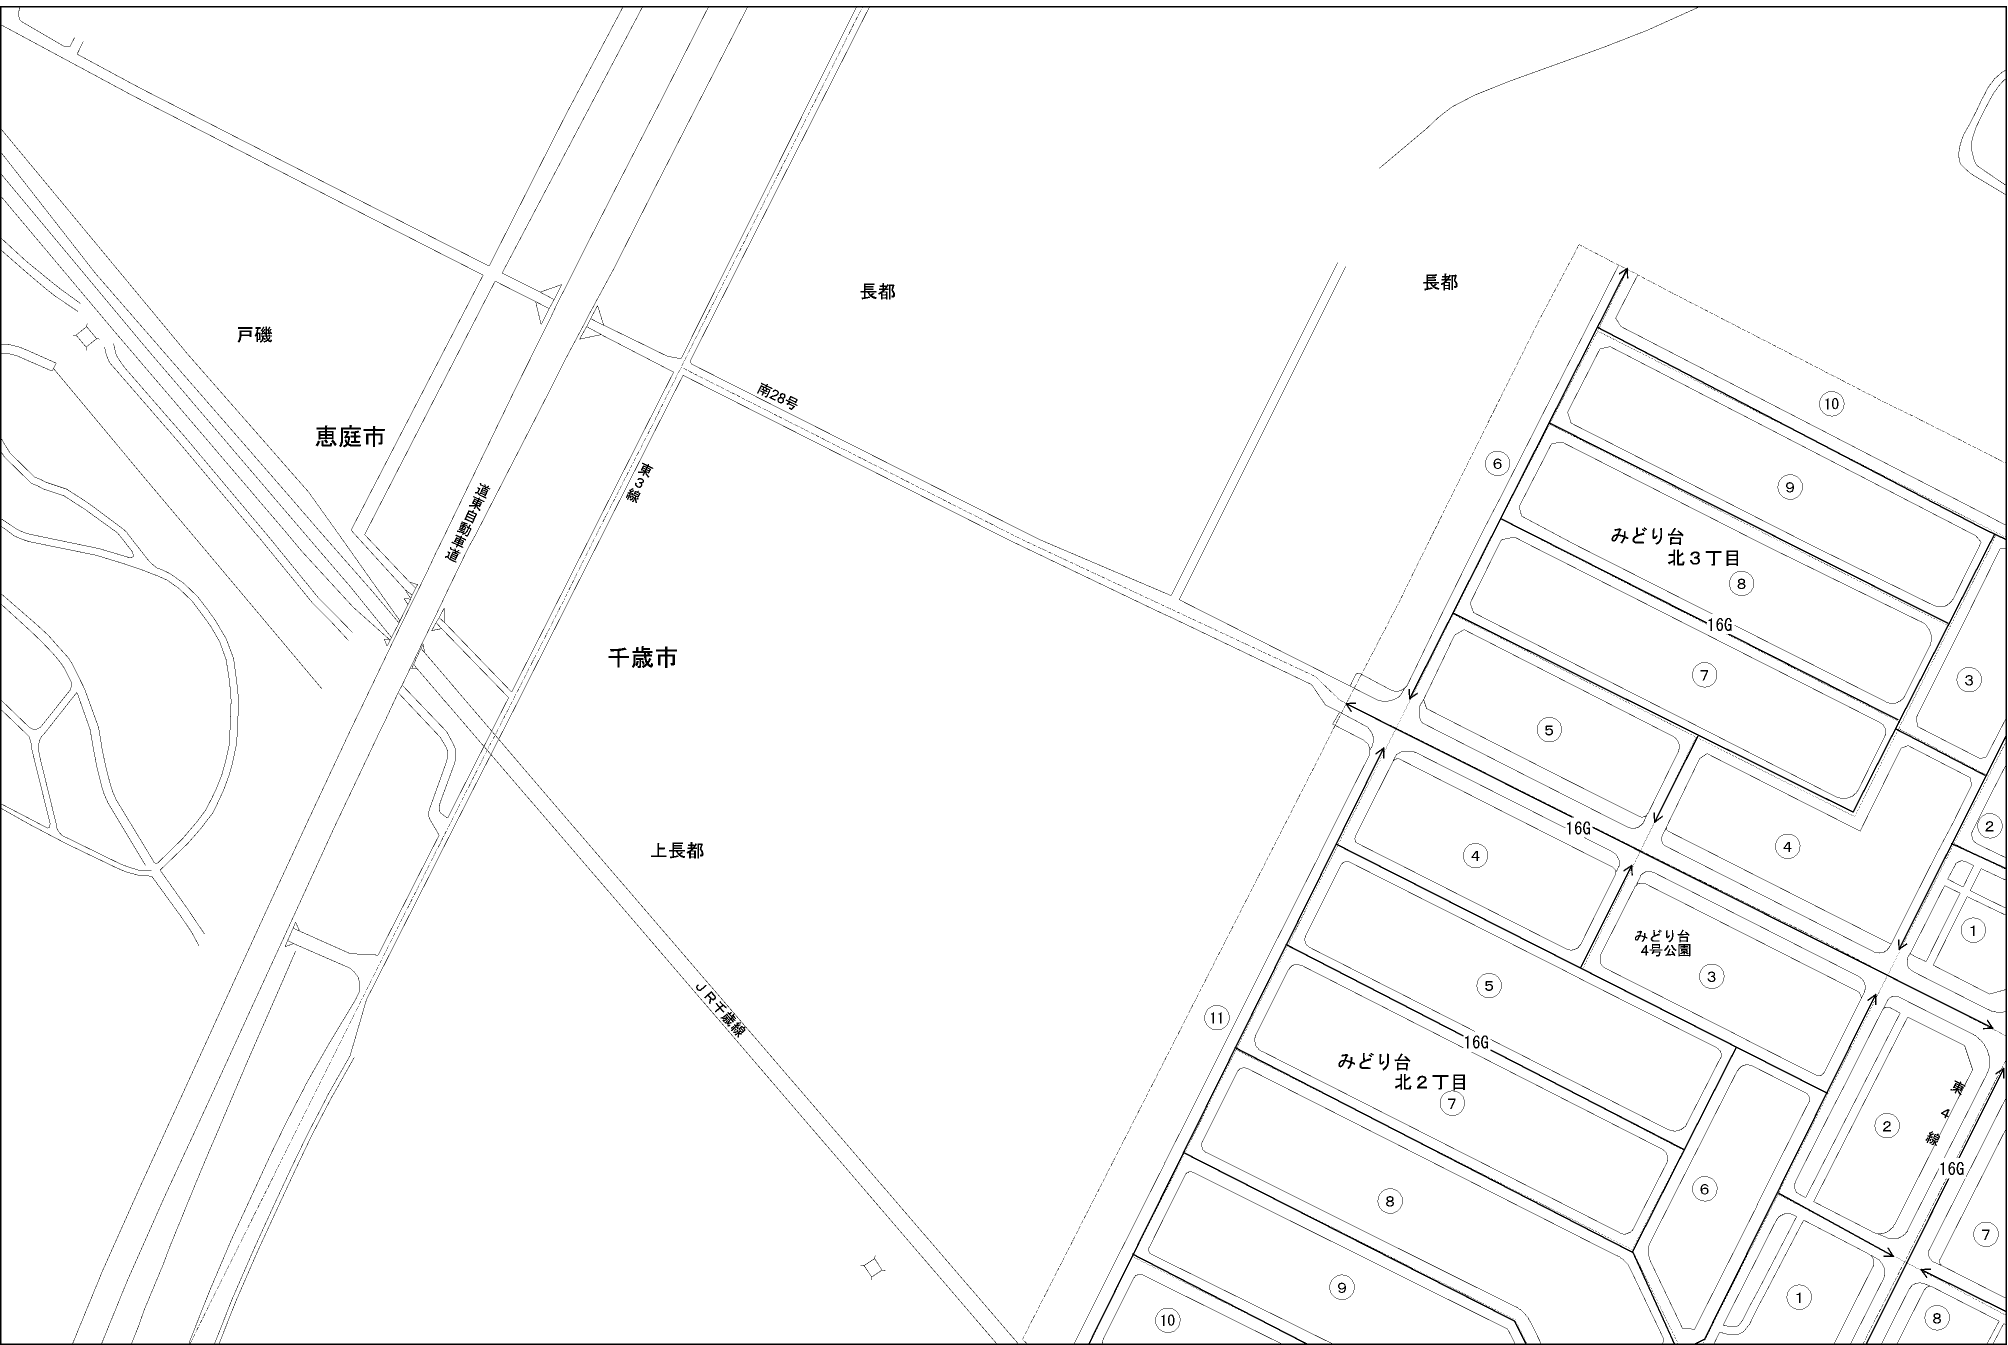 長都
長都
戸磯
南28号
⑩
恵庭市
⑥
東3線
⑨
道東自動車道
みどり台
北3丁目
⑧
16G
千歳市
⑦
③
⑤
16G
②
④
④
上長都
①
みどり台
4号公園
③
⑤
JR千歳線
⑪
16G
みどり台
北2丁目
⑦
東4線
②
16G
⑥
⑧
⑦
⑨
①
⑩
⑧